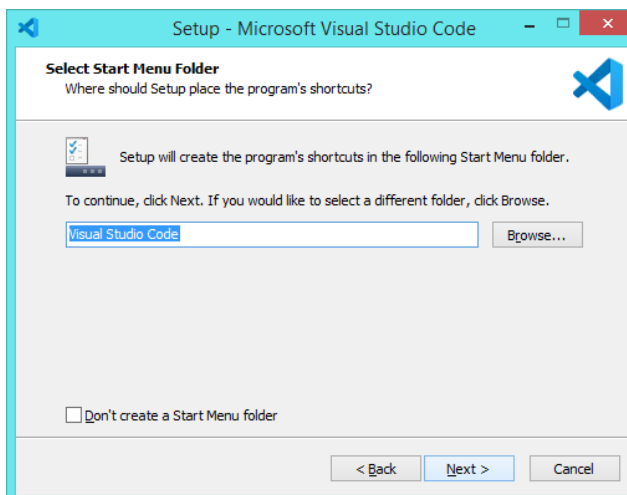 Setup - Microsoft Visual Studio Code
Select Start Menu Folder
Where should Setup place the program's shortcuts?
Setup will create the program's shortcuts in the following Start Menu folder.
To continue, click Next. If you would like to select a different folder, click Browse.
Visual Studio Code
Browse...
Don't create a Start Menu folder
< Back
Next >
Cancel